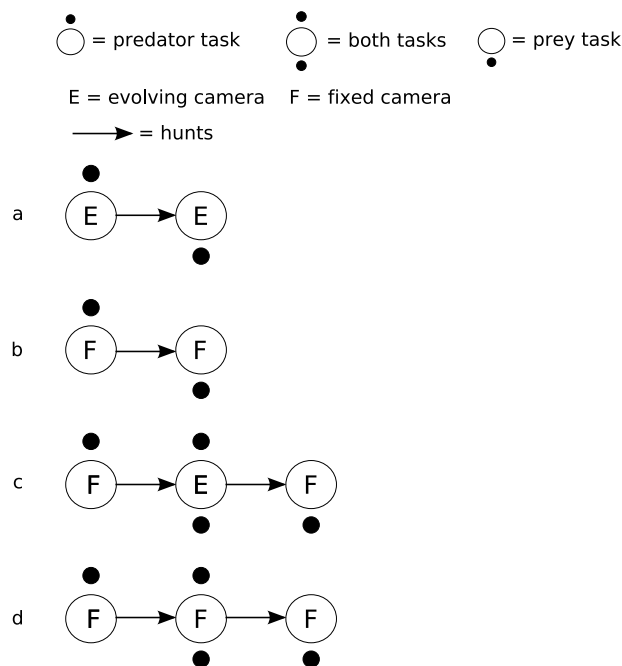 = predator task = both tasks = prey task
E = evolving camera F = fixed camera
= hunts
a E E
b F F
c F E F
d F F F